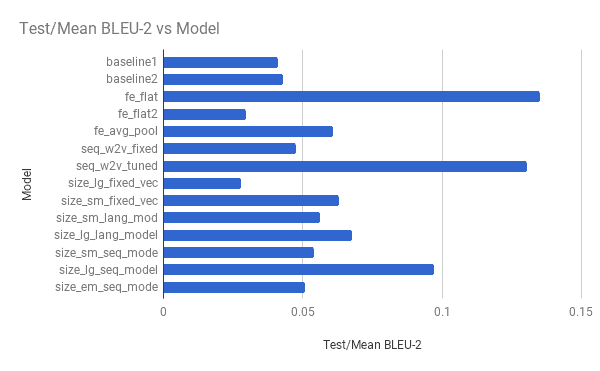 Test/Mean BLEU-2 vs Model
baseline1
baseline2
fe_flat
fe_flat2
fe_avg_pool
seq_w2v_fixed
seq_w2v_tuned
size_lg_fixed_vec
size_sm_fixed_vec
size_sm_lang_mod
size_lg_lang_model
size_sm_seq_mode
size_lg_seq_model
size_em_seq_mode
Model
0 0.05 0.1 0.15
Test/Mean BLEU-2